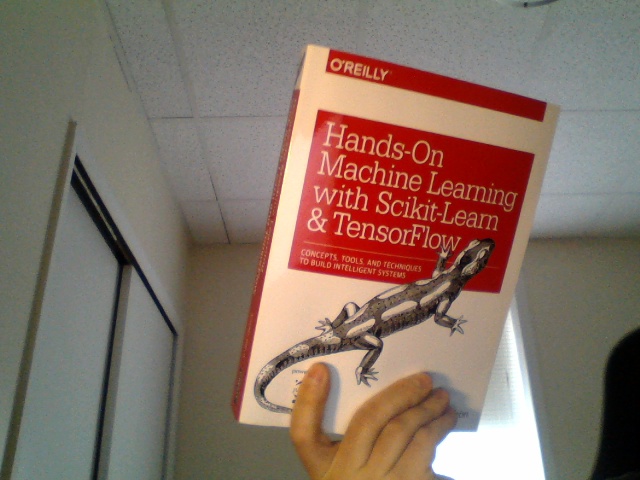 O'REILLY
Hands-On
Machine Learning
with Scikit-Learn
& TensorFlow
CONCEPTS, TOOLS, AND TECHNIQUES
TO BUILD INTELLIGENT SYSTEMS